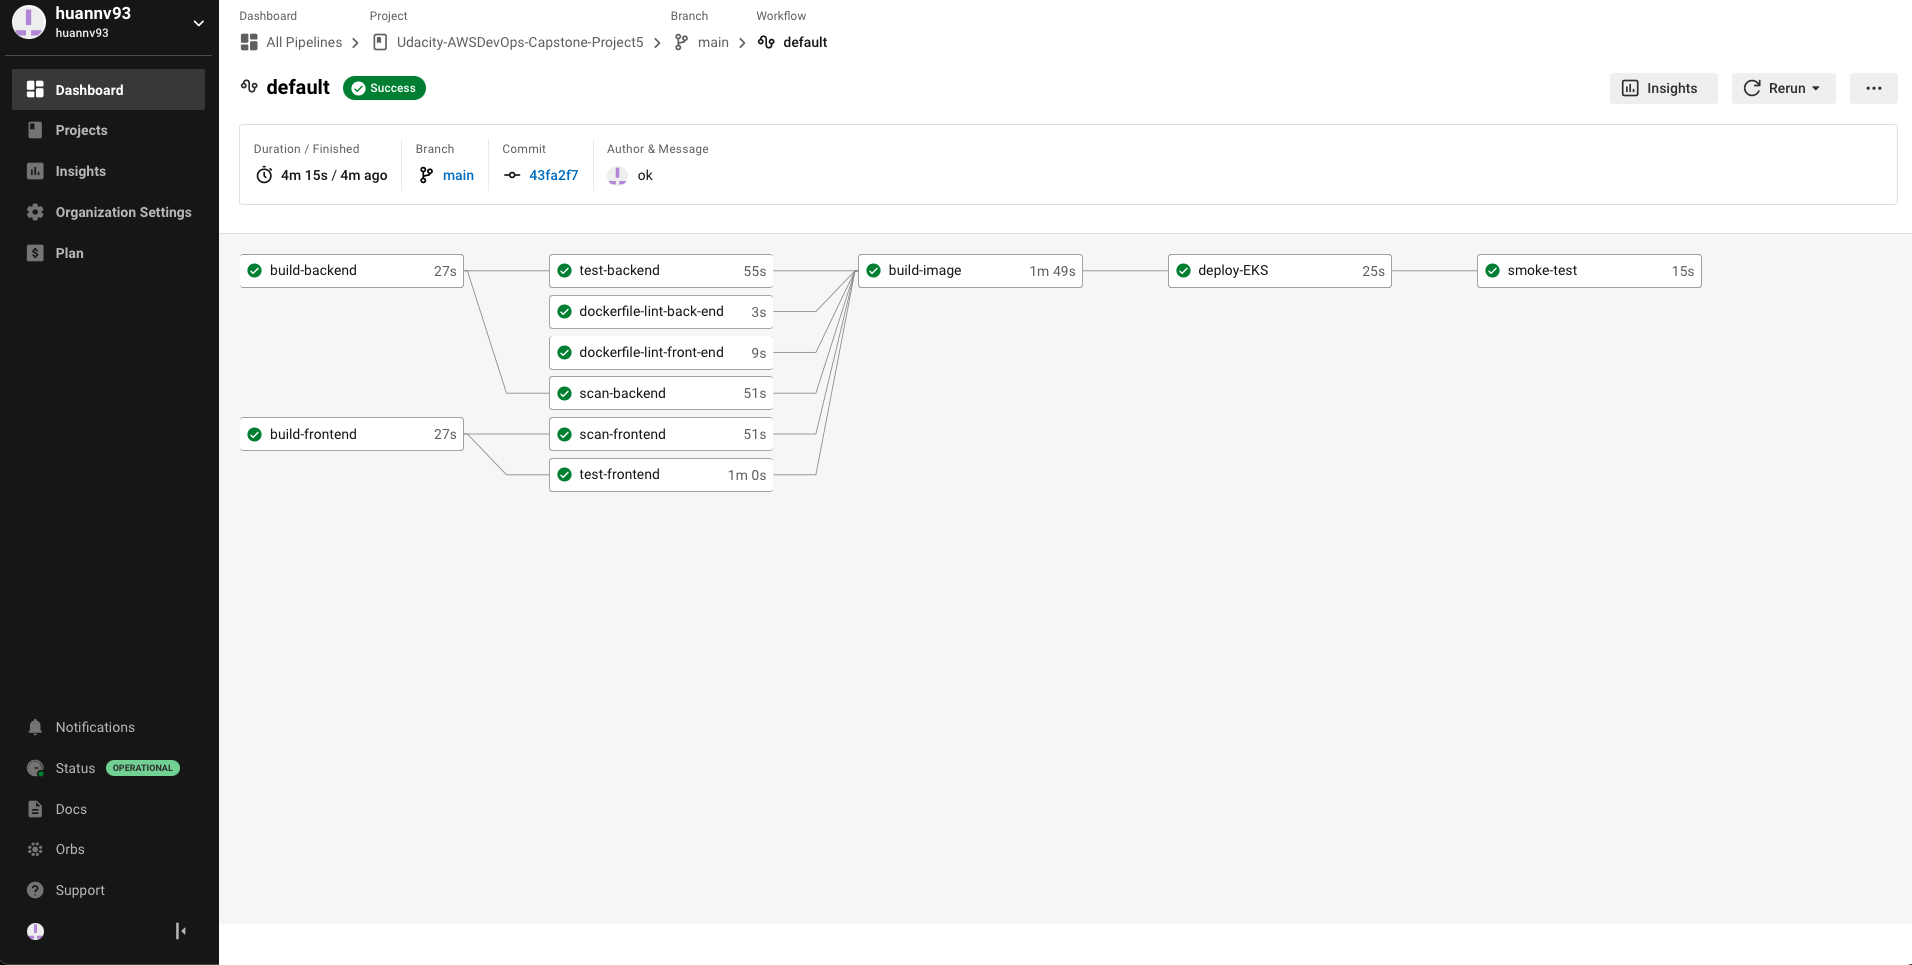 huannv93
huannv93
Dashboard
Projects
Insights
Organization Settings
Plan
Notifications
Status OPERATIONAL
Docs
Orbs
Support
Dashboard Project Branch Workflow
All Pipelines Udacity-AWSDevOps-Capstone-Project5 main default
default Success
Insights Rerun
Duration / Finished Branch Commit Author & Message
4m 15s / 4m ago main 43fa2f7 ok
build-backend 27s test-backend 55s build-image 1m 49s deploy-EKS 25s smoke-test 15s
dockerfile-lint-back-end 3s
dockerfile-lint-front-end 9s
scan-backend 51s
build-frontend 27s scan-frontend 51s
test-frontend 1m 0s